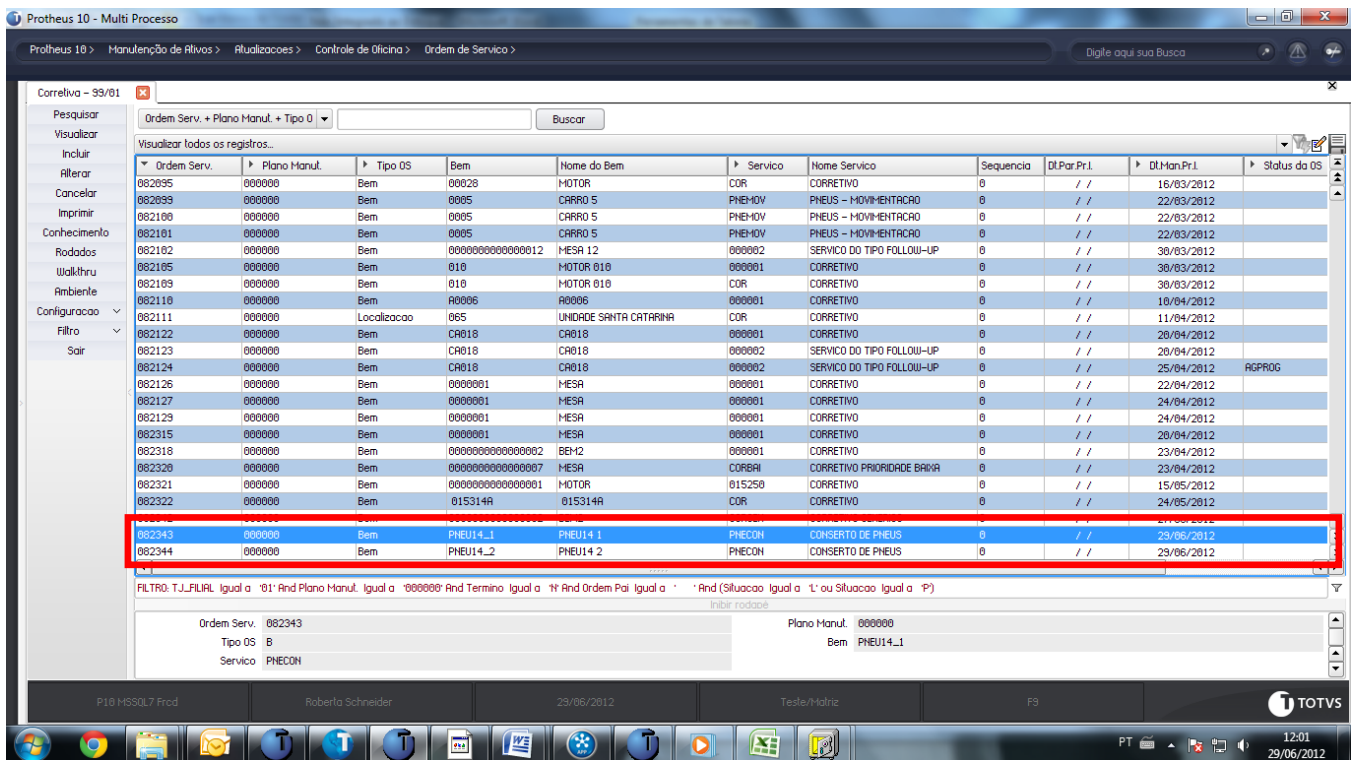 Protheus 10 - Multi Processo
Protheus 10 > Manutenção de Ativos > Atualizacoes > Controle de Oficina > Ordem de Servico > Digite aqui sua Busca
Corretiva - 99/01
Pesquisar
Visualizar
Incluir
Alterar
Cancelar
Imprimir
Conhecimento
Rodados
Walkthru
Ambiente
Configuracao
Filtro
Sair
Ordem Serv. + Plano Manut. + Tipo O Buscar
Visualizar todos os registros...
Ordem Serv. Plano Manut. Tipo OS Bem Nome do Bem Servico Nome Servico Sequencia Dt.Par.Pr.I. Dt.Man.Pr.I. Status da OS
082095 000000 Bem 00028 MOTOR COR CORRETIVO 0 / / 16/03/2012
082099 000000 Bem 0005 CARRO 5 PNEMOV PNEUS - MOVIMENTACAO 0 / / 22/03/2012
082100 000000 Bem 0005 CARRO 5 PNEMOV PNEUS - MOVIMENTACAO 0 / / 22/03/2012
082101 000000 Bem 0005 CARRO 5 PNEMOV PNEUS - MOVIMENTACAO 0 / / 22/03/2012
082102 000000 Bem 0000000000000012 MESA 12 000002 SERVICO DO TIPO FOLLOW-UP 0 / / 30/03/2012
082105 000000 Bem 010 MOTOR 010 000001 CORRETIVO 0 / / 30/03/2012
082109 000000 Bem 010 MOTOR 010 COR CORRETIVO 0 / / 30/03/2012
082110 000000 Bem A0006 A0006 000001 CORRETIVO 0 / / 10/04/2012
082111 000000 Localizacao 065 UNIDADE SANTA CATARINA COR CORRETIVO 0 / / 11/04/2012
082122 000000 Bem CA018 CA018 000001 CORRETIVO 0 / / 20/04/2012
082123 000000 Bem CA018 CA018 000002 SERVICO DO TIPO FOLLOW-UP 0 / / 20/04/2012
082124 000000 Bem CA018 CA018 000002 SERVICO DO TIPO FOLLOW-UP 0 / / 25/04/2012 AGPROG
082126 000000 Bem 0000001 MESA 000001 CORRETIVO 0 / / 22/04/2012
082127 000000 Bem 0000001 MESA 000001 CORRETIVO 0 / / 24/04/2012
082129 000000 Bem 0000001 MESA 000001 CORRETIVO 0 / / 24/04/2012
082315 000000 Bem 0000001 MESA 000001 CORRETIVO 0 / / 20/04/2012
082318 000000 Bem 0000000000000002 BEM2 000001 CORRETIVO 0 / / 23/04/2012
082320 000000 Bem 0000000000000007 MESA CORBAI CORRETIVO PRIORIDADE BAIXA 0 / / 23/04/2012
082321 000000 Bem 0000000000000001 MOTOR 015250 CORRETIVO 0 / / 15/05/2012
082322 000000 Bem 015314A 015314A COR CORRETIVO 0 / / 24/05/2012
082343 000000 Bem PNEU14_1 PNEU14 1 PNECON CONSERTO DE PNEUS 0 / / 29/06/2012
082344 000000 Bem PNEU14_2 PNEU14 2 PNECON CONSERTO DE PNEUS 0 / / 29/06/2012
FILTRO: TJ_FILIAL Igual a '01' And Plano Manut. Igual a '000000' And Termino Igual a 'N' And Ordem Pai Igual a ' ' And (Situacao Igual a 'L' ou Situacao Igual a 'P')
Inibir rodapé
Ordem Serv. 082343 Plano Manut. 000000
Tipo OS B Bem PNEU14_1
Servico PNECON
P10 MSSQL7 Frcd Roberta Schneider 29/06/2012 Teste/Matriz F9 TOTVS
PT 12:01
29/06/2012